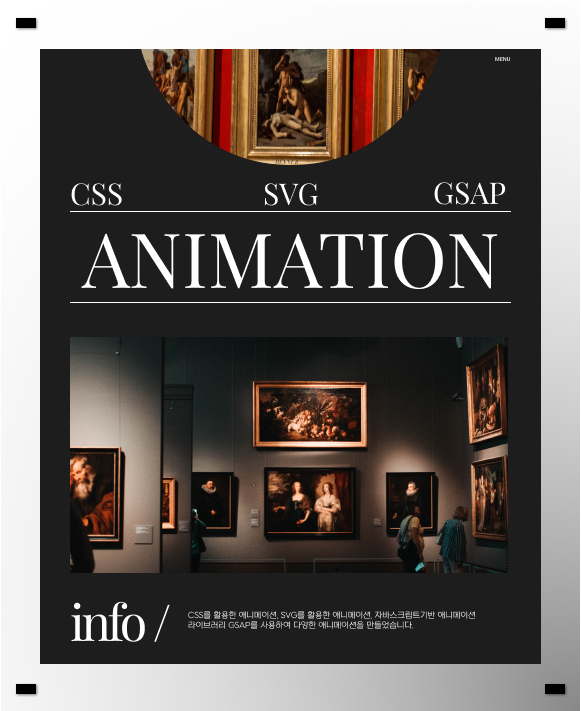 MENU
CSS SVG GSAP
ANIMATION
info /
CSS를 활용한 애니메이션, SVG를 활용한 애니메이션, 자바스크립트기반 애니메이션
라이브러리 GSAP를 사용하여 다양한 애니메이션을 만들었습니다.